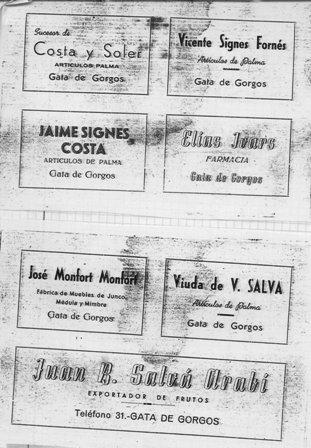 Sucesor de
Costa y Soler
ARTICULOS PALMA
Gata de Gorgos
Vicente Signes Fornés
Artículos de Palma
Gata de Gorgos
JAIME SIGNES
COSTA
ARTICULOS DE PALMA
Gata de Gorgos
Elías Ivars
FARMACIA
Gata de Gorgos
José Monfort Monfort
Fábrica de Muebles de Junco,
Médula y Mimbre
Gata de Gorgos
Viuda de V. SALVA
Artículos de Palma
Gata de Gorgos
Juan B. Salvá Arabí
EXPORTADOR DE FRUTOS
Teléfono 31.-GATA DE GORGOS